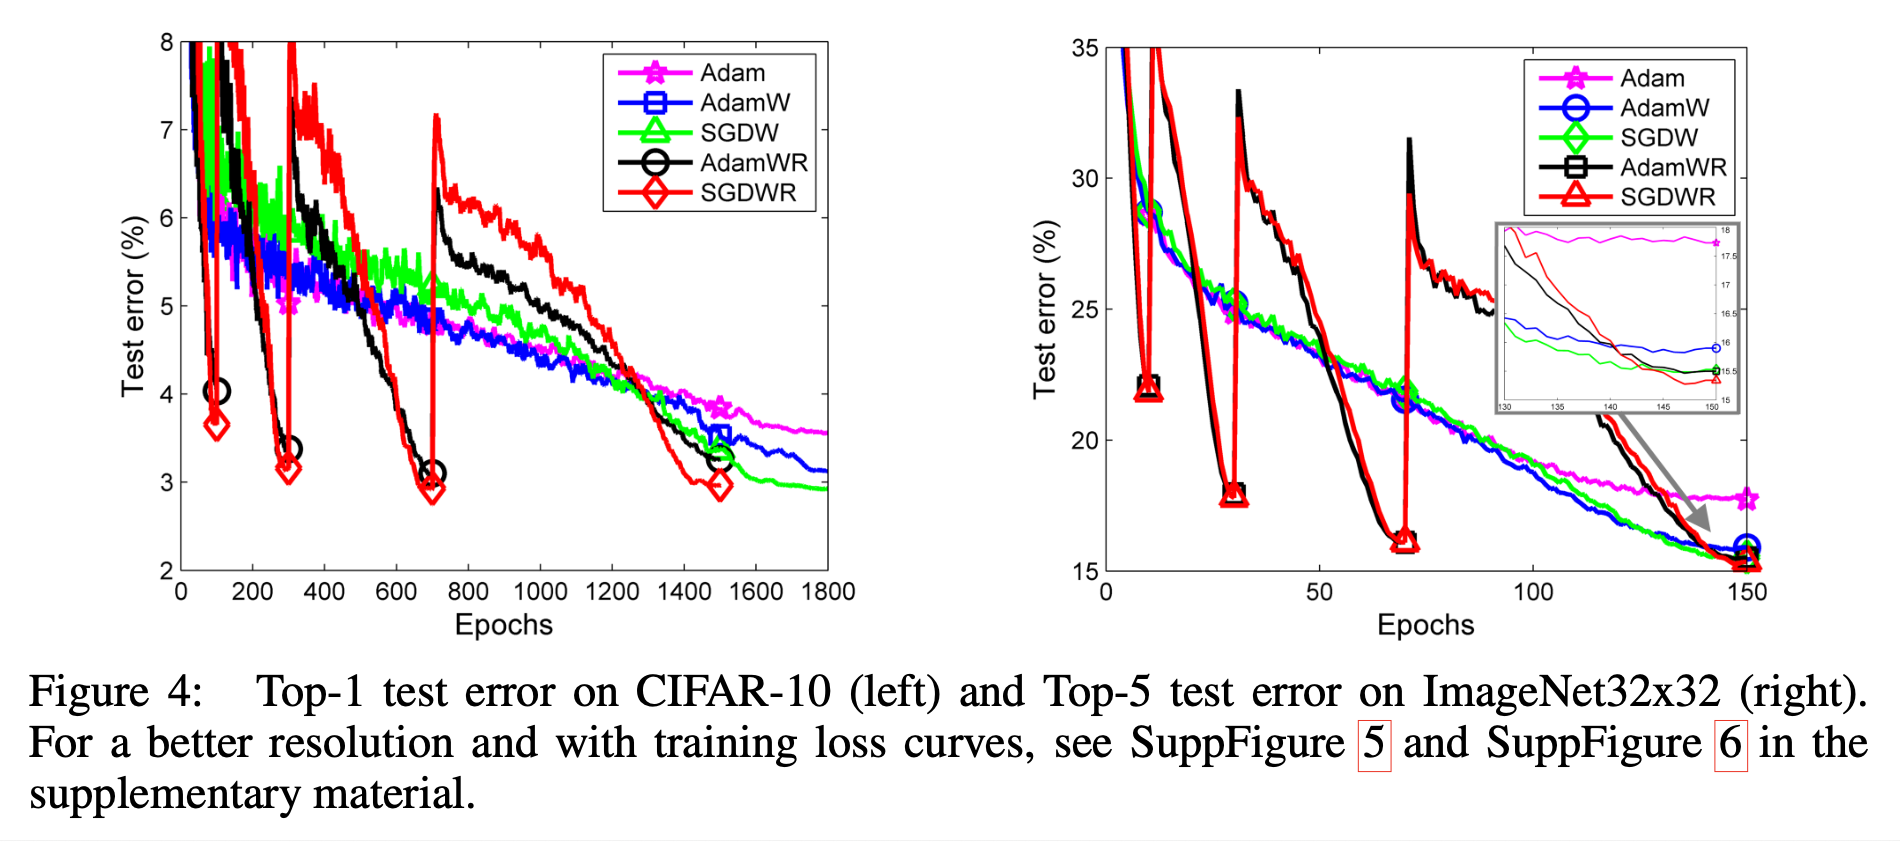 8
7
6
5
4
3
2
Test error (%)
0 200 400 600 800 1000 1200 1400 1600 1800
Epochs
Adam
AdamW
SGDW
AdamWR
SGDWR
35
30
25
20
15
Test error (%)
0 50 100 150
Epochs
Adam
AdamW
SGDW
AdamWR
SGDWR
18
17.5
17
16.5
16
15.5
15
130 135 140 145 150
Figure 4: Top-1 test error on CIFAR-10 (left) and Top-5 test error on ImageNet32x32 (right).
For a better resolution and with training loss curves, see SuppFigure 5 and SuppFigure 6 in the
supplementary material.